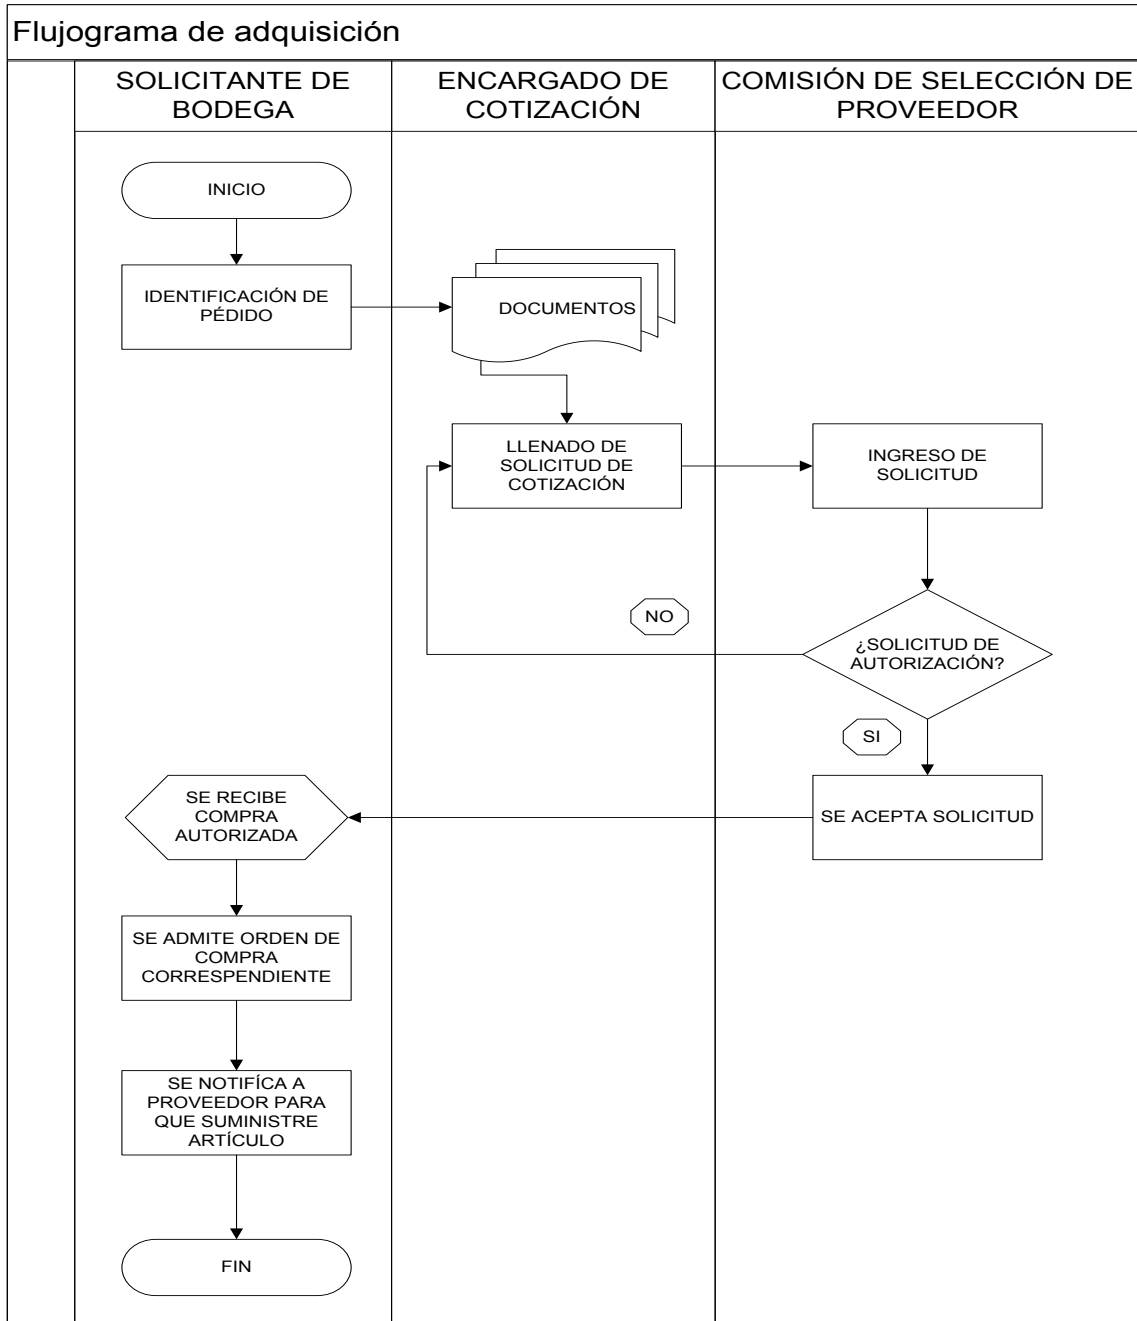 Flujograma de adquisición
SOLICITANTE DE
BODEGA
ENCARGADO DE
COTIZACIÓN
COMISIÓN DE SELECCIÓN DE
PROVEEDOR
INICIO
IDENTIFICACIÓN DE
PÉDIDO
DOCUMENTOS
LLENADO DE
SOLICITUD DE
COTIZACIÓN
INGRESO DE
SOLICITUD
NO
¿SOLICITUD DE
AUTORIZACIÓN?
SI
SE RECIBE
COMPRA
AUTORIZADA
SE ACEPTA SOLICITUD
SE ADMITE ORDEN DE
COMPRA
CORRESPENDIENTE
SE NOTIFÍCA A
PROVEEDOR PARA
QUE SUMINISTRE
ARTÍCULO
FIN